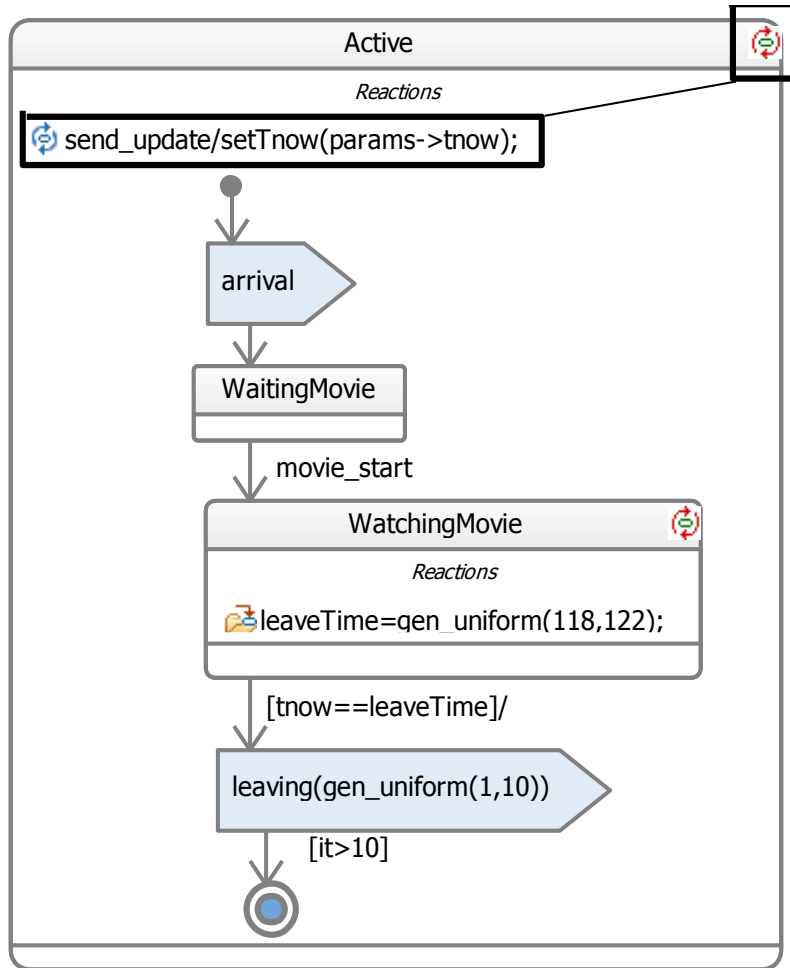 Active
Reactions
send_update/setTnow(params->tnow);
arrival
WaitingMovie
movie_start
WatchingMovie
Reactions
leaveTime=gen_uniform(118,122);
[tnow==leaveTime]/
leaving(gen_uniform(1,10))
[it>10]